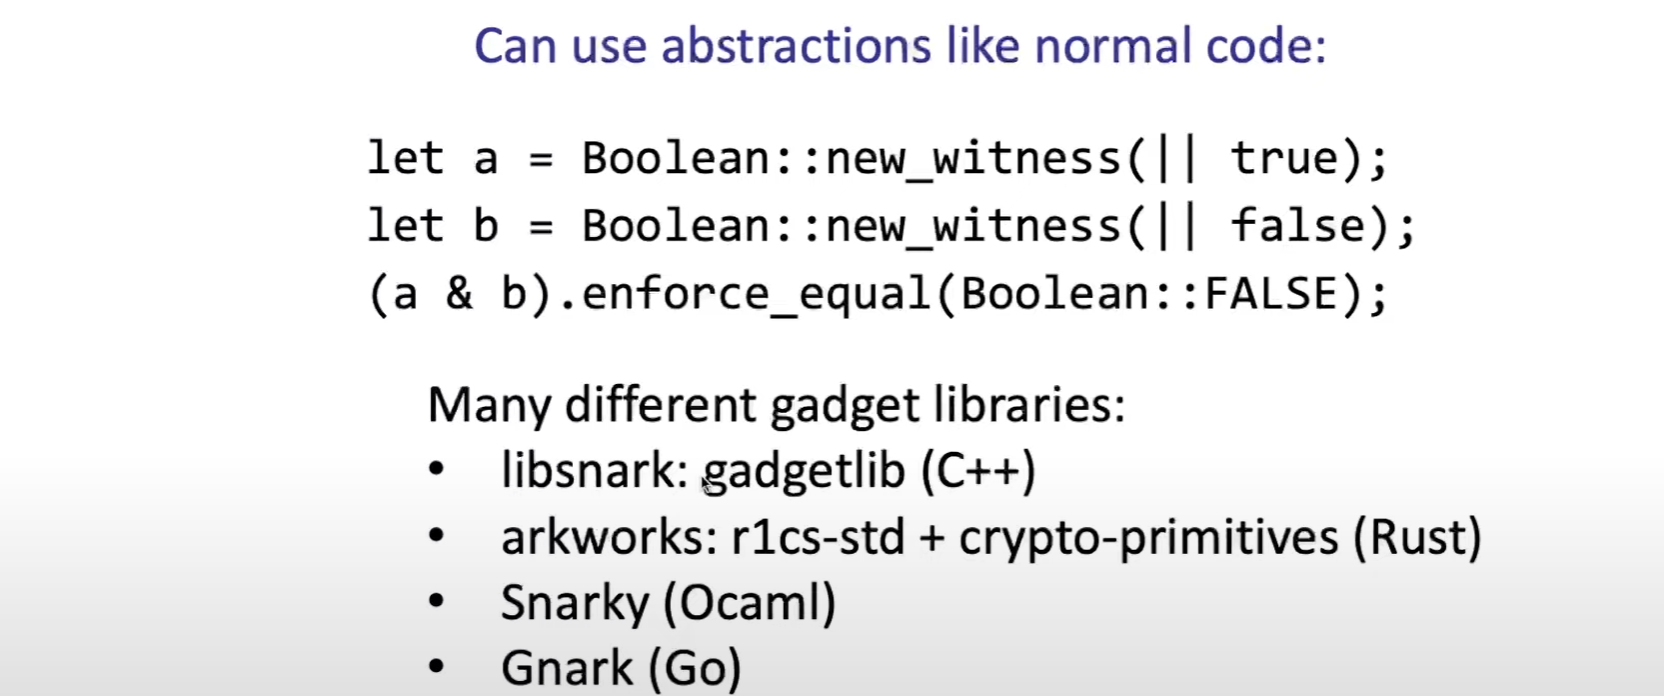 Can use abstractions like normal code:
let a = Boolean::new_witness(|| true);
let b = Boolean::new_witness(|| false);
(a & b).enforce_equal(Boolean::FALSE);
Many different gadget libraries:
• libsnark: gadgetlib (C++)
• arkworks: r1cs-std + crypto-primitives (Rust)
• Snarky (Ocaml)
• Gnark (Go)